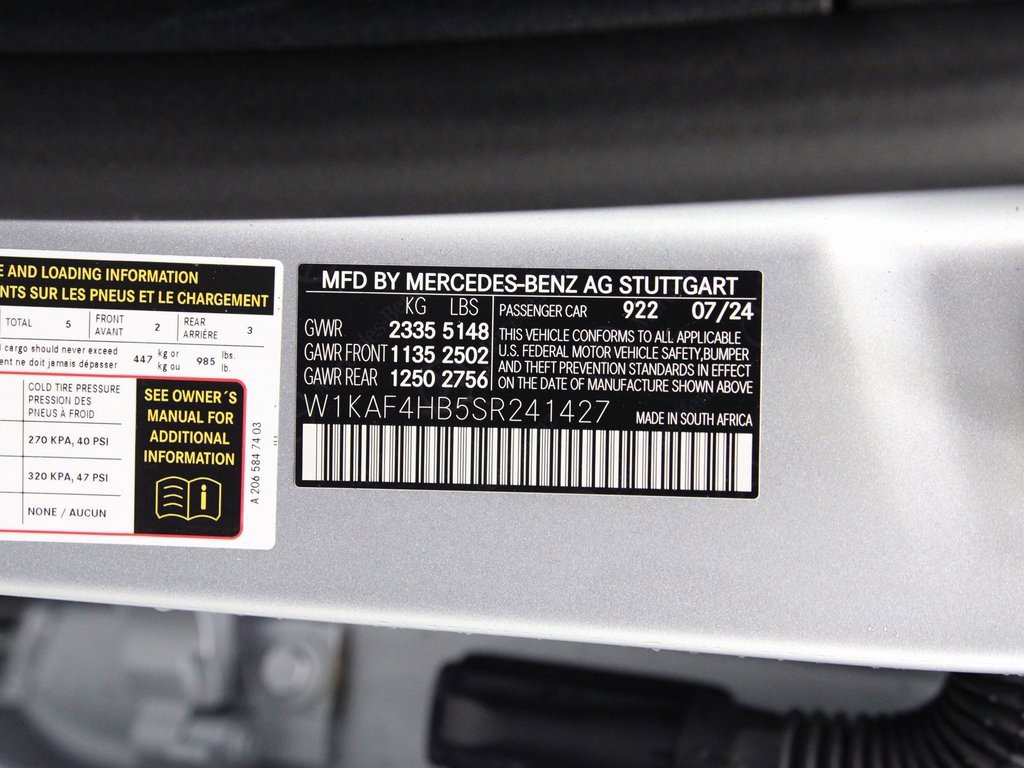 E AND LOADING INFORMATION
NTS SUR LES PNEUS ET LE CHARGEMENT
TOTAL 5 FRONT AVANT 2 REAR ARRIÈRE 3
cargo should never exceed
ent ne doit jamais dépasser 447 kg or kg ou 985 lbs. lb.
COLD TIRE PRESSURE
PRESSION DES
PNEUS À FROID
270 KPA, 40 PSI
320 KPA, 47 PSI
NONE / AUCUN
SEE OWNER´S
MANUAL FOR
ADDITIONAL
INFORMATION
i
A 206 584 74 03
MFD BY MERCEDES-BENZ AG STUTTGART
KG LBS
GVWR 2335 5148
GAWR FRONT 1135 2502
GAWR REAR 1250 2756
PASSENGER CAR 922 07/24
THIS VEHICLE CONFORMS TO ALL APPLICABLE
U.S. FEDERAL MOTOR VEHICLE SAFETY,BUMPER
AND THEFT PREVENTION STANDARDS IN EFFECT
ON THE DATE OF MANUFACTURE SHOWN ABOVE
W1KAF4HB5SR241427 MADE IN SOUTH AFRICA